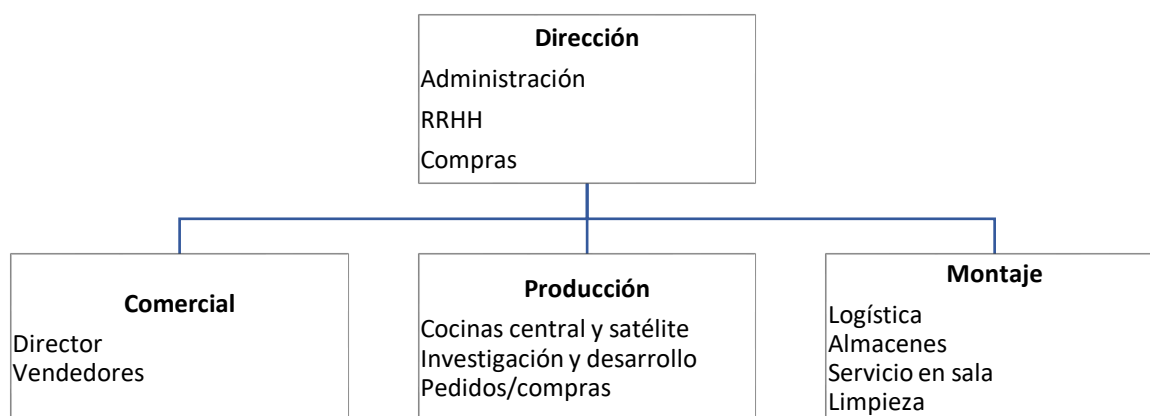 Dirección
Administración
RRHH
Compras
Comercial
Director
Vendedores
Producción
Cocinas central y satélite
Investigación y desarrollo
Pedidos/compras
Montaje
Logística
Almacenes
Servicio en sala
Limpieza